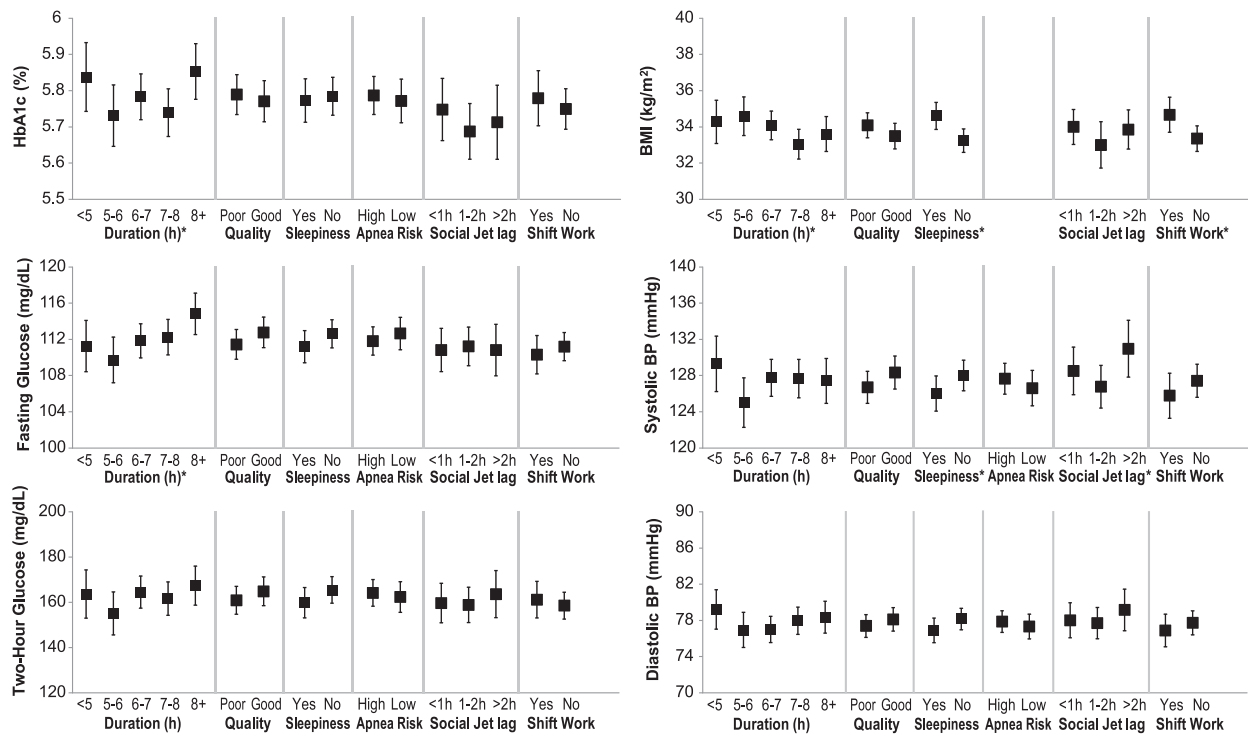 HbA1c (%)
6
5.9
5.8
5.7
5.6
5.5
<5 5-6 6-7 7-8 8+ Poor Good Yes No High Low <1h 1-2h >2h Yes No
Duration (h)* Quality Sleepiness Apnea Risk Social Jet lag Shift Work
BMI (kg/m²)
37
36
34
33
31
30
<5 5-6 6-7 7-8 8+ Poor Good Yes No <1h 1-2h >2h Yes No
Duration (h)* Quality Sleepiness* Social Jet lag Shift Work*
Fasting Glucose (mg/dL)
120
116
112
108
104
100
<5 5-6 6-7 7-8 8+ Poor Good Yes No High Low <1h 1-2h >2h Yes No
Duration (h)* Quality Sleepiness Apnea Risk Social Jet lag Shift Work
Systolic BP (mmHg)
140
136
132
128
124
120
<5 5-6 6-7 7-8 8+ Poor Good Yes No High Low <1h 1-2h >2h Yes No
Duration (h) Quality Sleepiness* Apnea Risk Social Jet lag* Shift Work
Two-Hour Glucose (mg/dL)
200
180
160
140
120
<5 5-6 6-7 7-8 8+ Poor Good Yes No High Low <1h 1-2h >2h Yes No
Duration (h) Quality Sleepiness Apnea Risk Social Jet lag Shift Work
Diastolic BP (mmHg)
90
86
82
78
74
70
<5 5-6 6-7 7-8 8+ Poor Good Yes No High Low <1h 1-2h >2h Yes No
Duration (h) Quality Sleepiness Apnea Risk Social Jet lag Shift Work